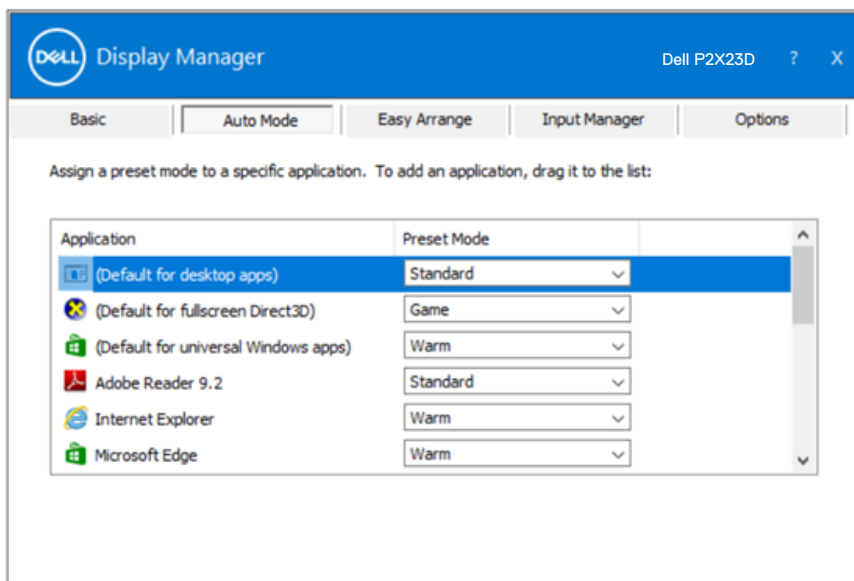 DELL Display Manager Dell P2X23D ? X
Basic Auto Mode Easy Arrange Input Manager Options
Assign a preset mode to a specific application. To add an application, drag it to the list:
Application Preset Mode
(Default for desktop apps) Standard
(Default for fullscreen Direct3D) Game
(Default for universal Windows apps) Warm
Adobe Reader 9.2 Standard
Internet Explorer Warm
Microsoft Edge Warm